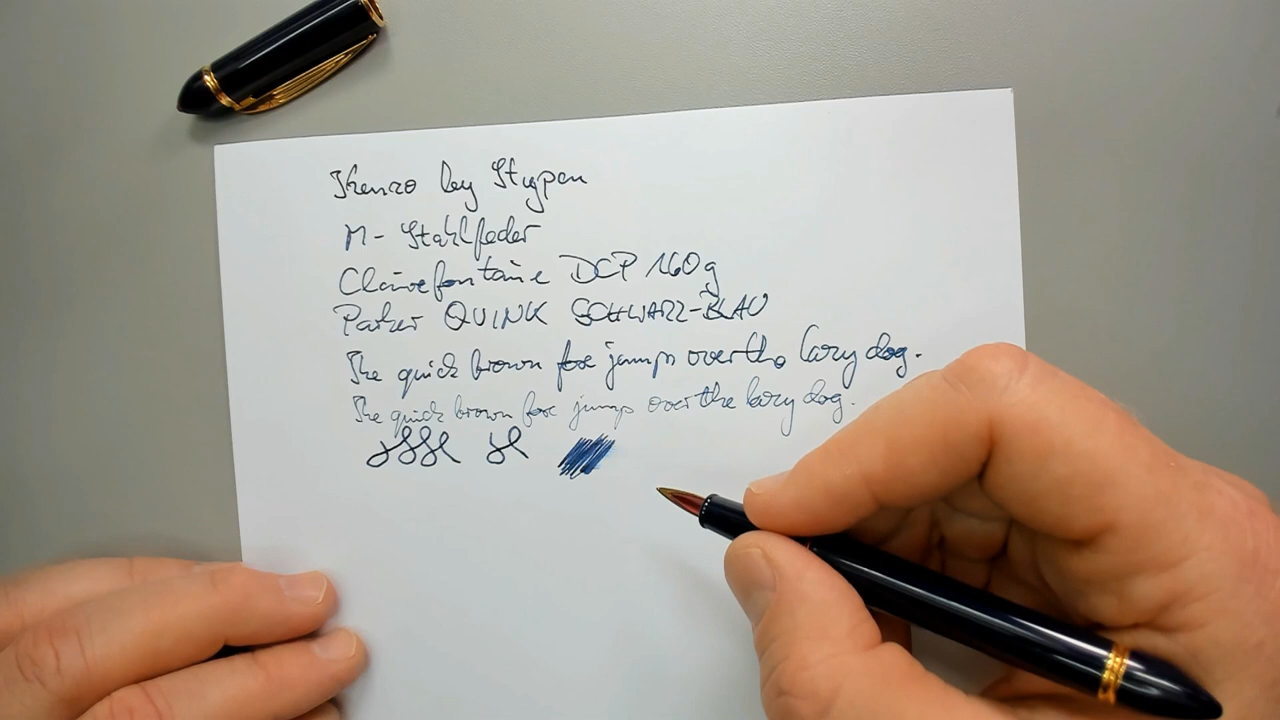 Kenzo by Stypen
M- Stahlfeder
Clairefontaine DCP 160g
Parker QUINK SCHWARZ-BLAU
The quick brown fox jumps over the lazy dog.
The quick brown fox jumps over the lazy dog.